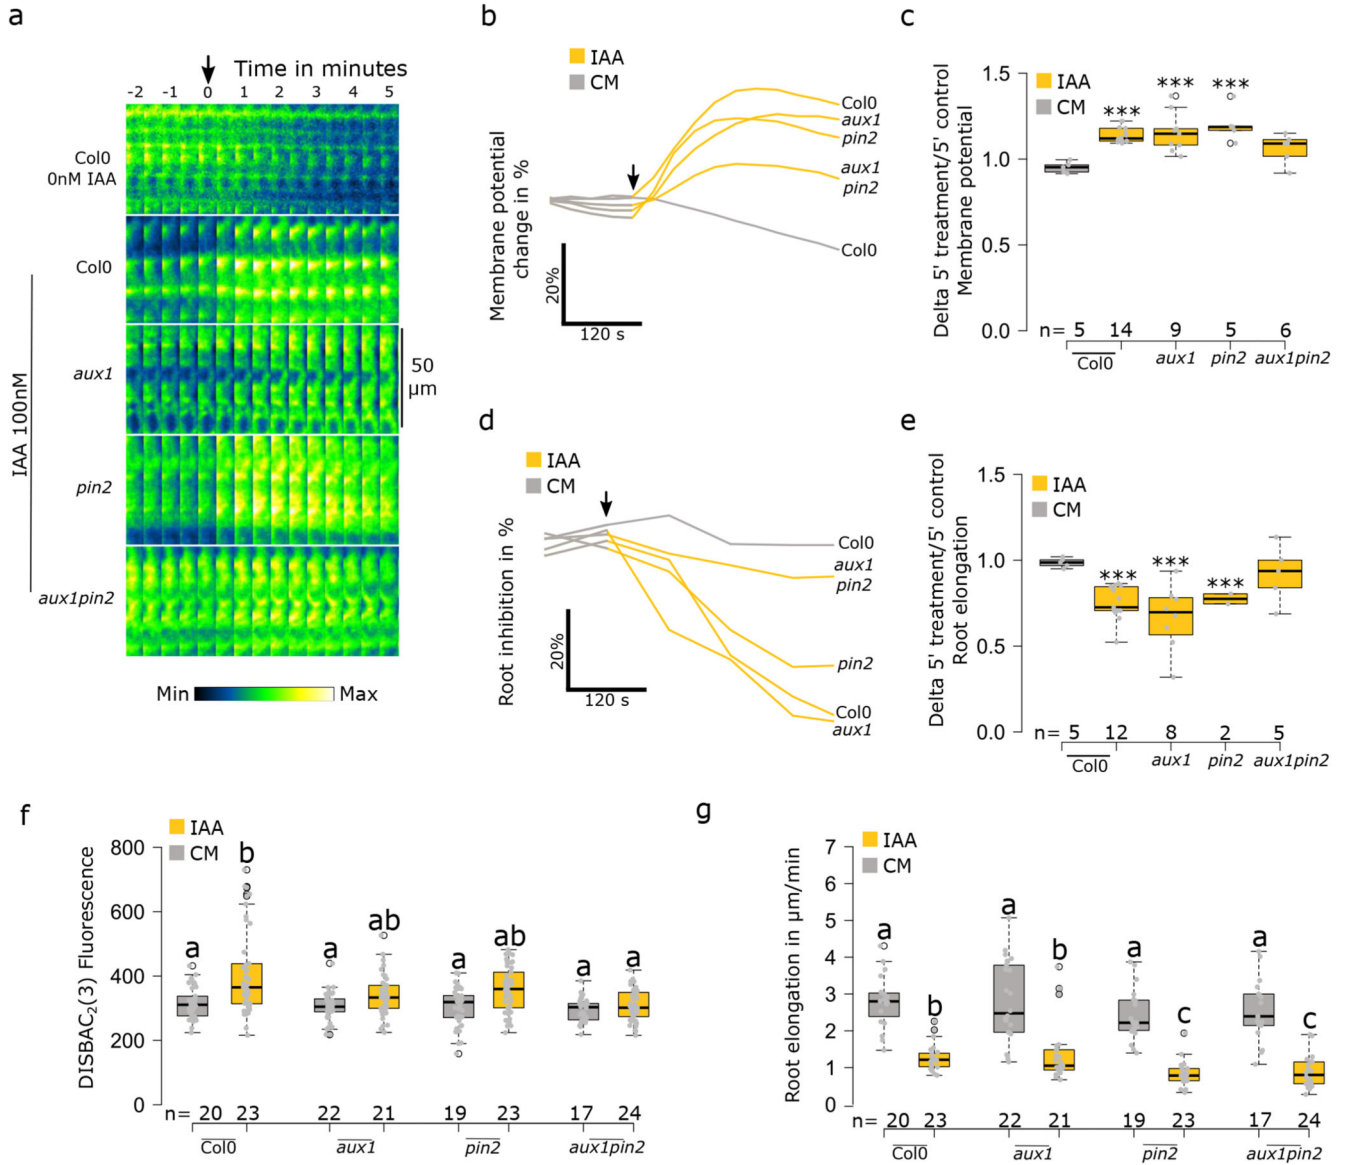 a
Time in minutes
-2 -1 0 1 2 3 4 5
Col0
0nM IAA
Col0
aux1
pin2
aux1pin2
IAA 100nM
50
µm
Min Max
b
IAA
CM
Membrane potential
change in %
20%
120 s
Col0
aux1
pin2
aux1
pin2
Col0
c
IAA
CM
Delta 5' treatment/5' control
Membrane potential
1.5
1.0
0.5
0.0
*** *** ***
n= 5 14 9 5 6
Col0 aux1 pin2 aux1pin2
d
IAA
CM
Root inhibition in %
20%
120 s
Col0
aux1
pin2
pin2
Col0
aux1
e
IAA
CM
Delta 5' treatment/5' control
Root elongation
1.5
1.0
0.5
0.0
*** *** ***
n= 5 12 8 2 5
Col0 aux1 pin2 aux1pin2
f
IAA
CM
DISBAC2(3) Fluorescence
800
600
400
200
0
a b a ab a ab a a
n= 20 23 22 21 19 23 17 24
Col0 aux1 pin2 aux1pin2
g
IAA
CM
Root elongation in µm/min
7
6
5
4
3
2
1
0
a b a b a c a c
n= 20 23 22 21 19 23 17 24
Col0 aux1 pin2 aux1pin2